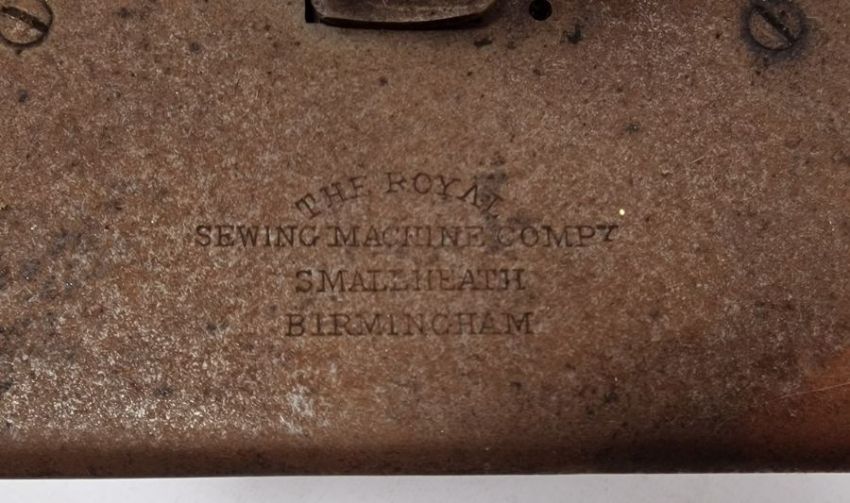 THE ROYAL
SEWING MACHINE COMPY
SMALLHEATH
BIRMINGHAM